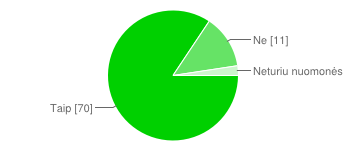 Ne [11]
Neturiu nuomonės
Taip [70]